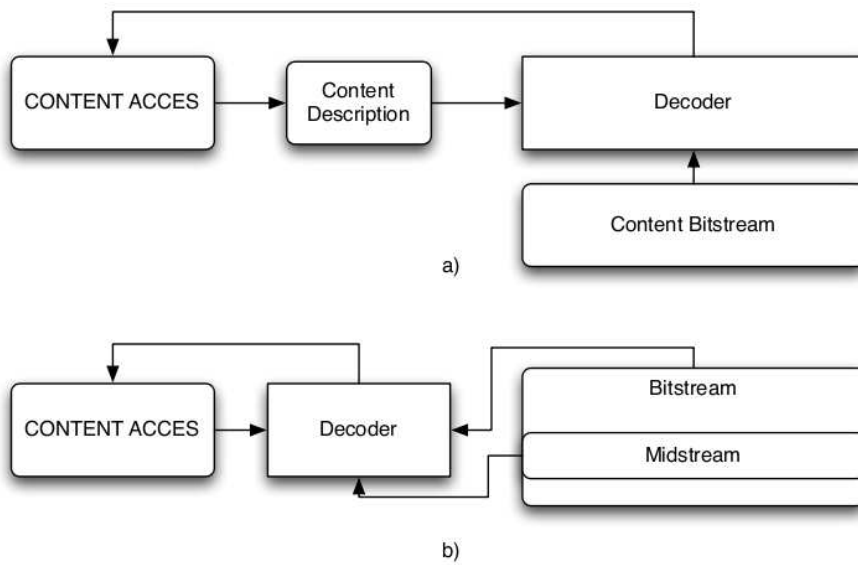 CONTENT ACCES
Content
Description
Decoder
Content Bitstream
a)
CONTENT ACCES
Decoder
Bitstream
Midstream
b)